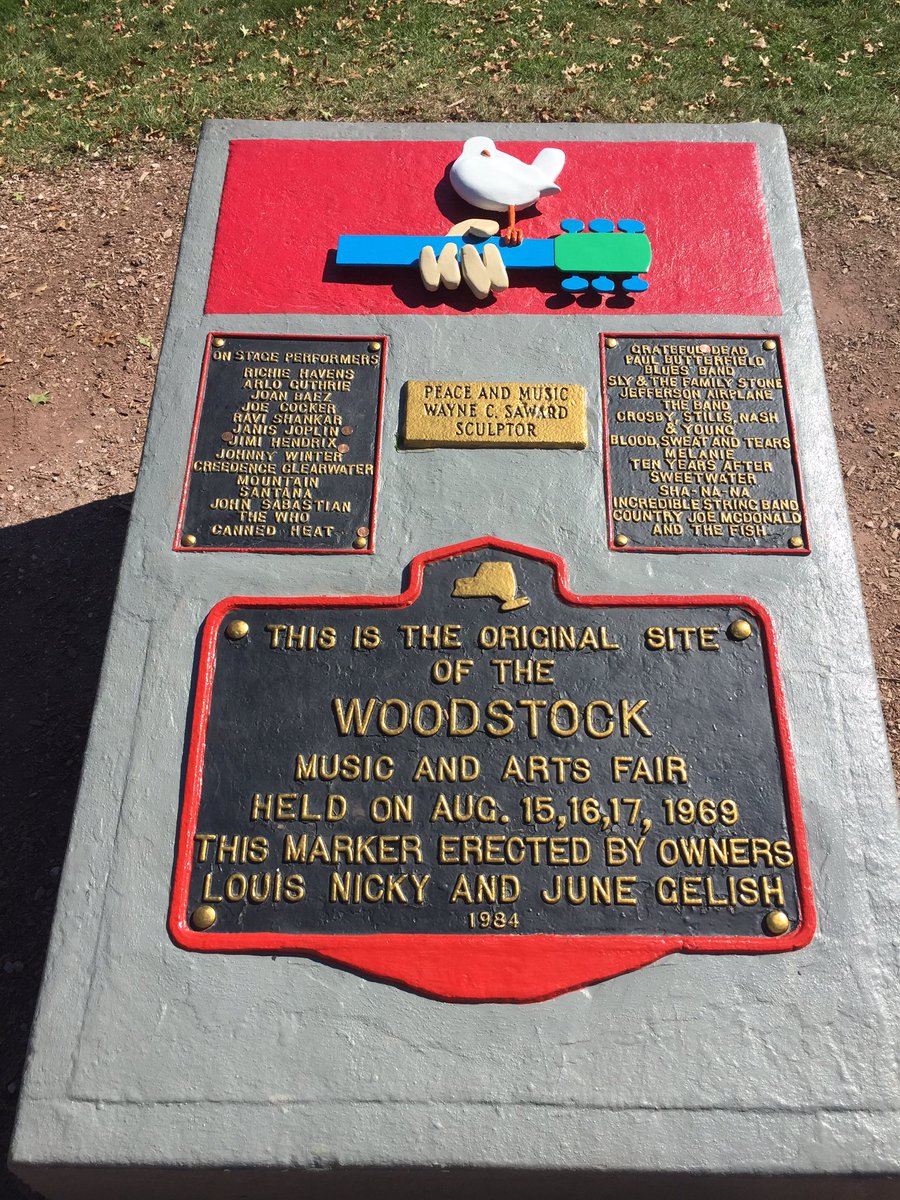 ON STAGE PERFORMERS
RICHIE HAVENS
ARLO GUTHRIE
JOAN BAEZ
JOE COCKER
RAVI SHANKAR
JANIS JOPLIN
JIMI HENDRIX
JOHNNY WINTER
CREEDENCE CLEARWATER
MOUNTAIN
SANTANA
JOHN SABASTIAN
THE WHO
CANNED HEAT
PEACE AND MUSIC
WAYNE C. SAWARD
SCULPTOR
GRATEFUL DEAD
PAUL BUTTERFIELD
BLUES BAND
SLY & THE FAMILY STONE
JEFFERSON AIRPLANE
THE BAND
CROSBY, STILLS, NASH
& YOUNG
BLOOD, SWEAT AND TEARS
MELANIE
TEN YEARS AFTER
SWEETWATER
SHA-NA-NA
INCREDIBLE STRING BAND
COUNTRY JOE MCDONALD
AND THE FISH
THIS IS THE ORIGINAL SITE
OF THE
WOODSTOCK
MUSIC AND ARTS FAIR
HELD ON AUG. 15,16,17, 1969
THIS MARKER ERECTED BY OWNERS
LOUIS NICKY AND JUNE GELISH
1984